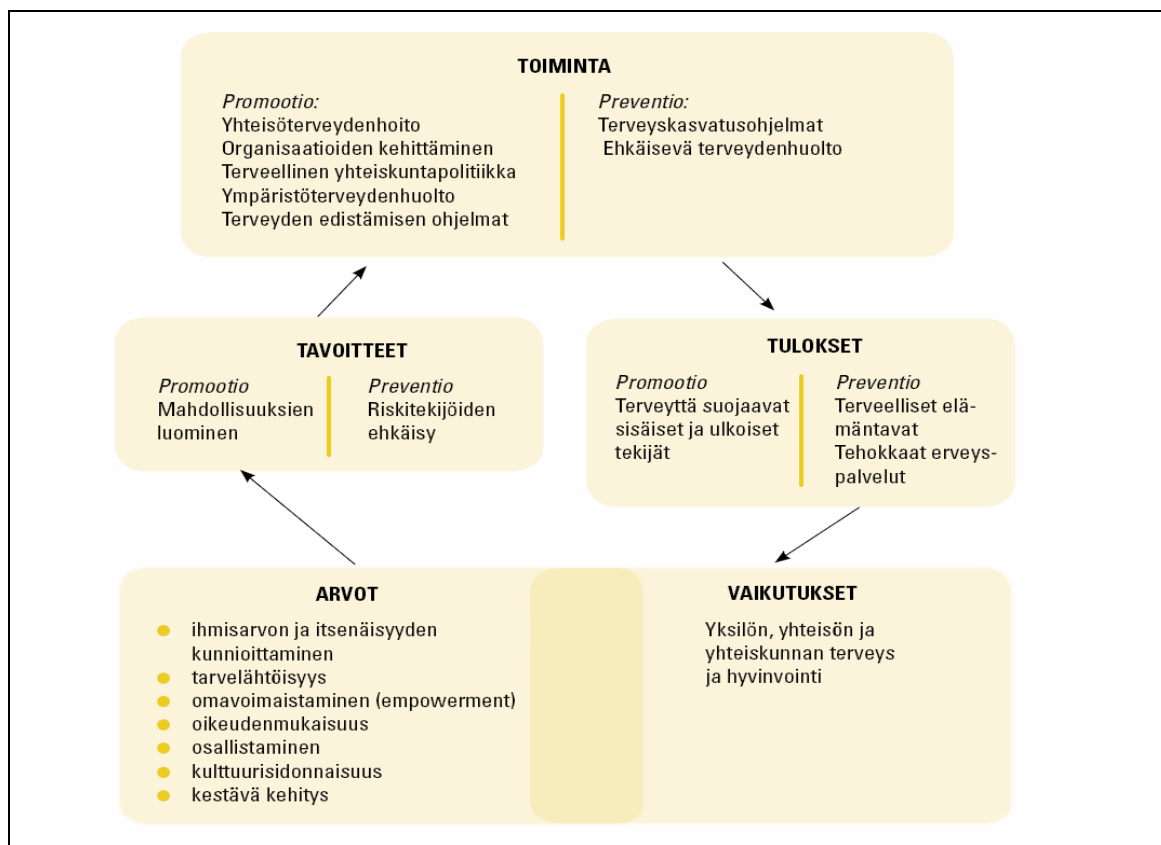 TOIMINTA
Promootio:
Yhteisöterveydenhoito
Organisaatioiden kehittäminen
Terveellinen yhteiskuntapolitiikka
Ympäristöterveydenhuolto
Terveyden edistämisen ohjelmat
Preventio:
Terveyskasvatusohjelmat
Ehkäisevä terveydenhuolto
TAVOITTEET
Promootio
Mahdollisuuksien
luominen
Preventio
Riskitekijöiden
ehkäisy
TULOKSET
Promootio
Terveyttä suojaavat
sisäiset ja ulkoiset
tekijät
Preventio
Terveelliset elä-
mäntavat
Tehokkaat erveys-
palvelut
ARVOT
ihmisarvon ja itsenäisyyden
kunnioittaminen
tarvelähtöisyys
omavoimaistaminen (empowerment)
oikeudenmukaisuus
osallistaminen
kulttuurisidonnaisuus
kestävä kehitys
VAIKUTUKSET
Yksilön, yhteisön ja
yhteiskunnan terveys
ja hyvinvointi